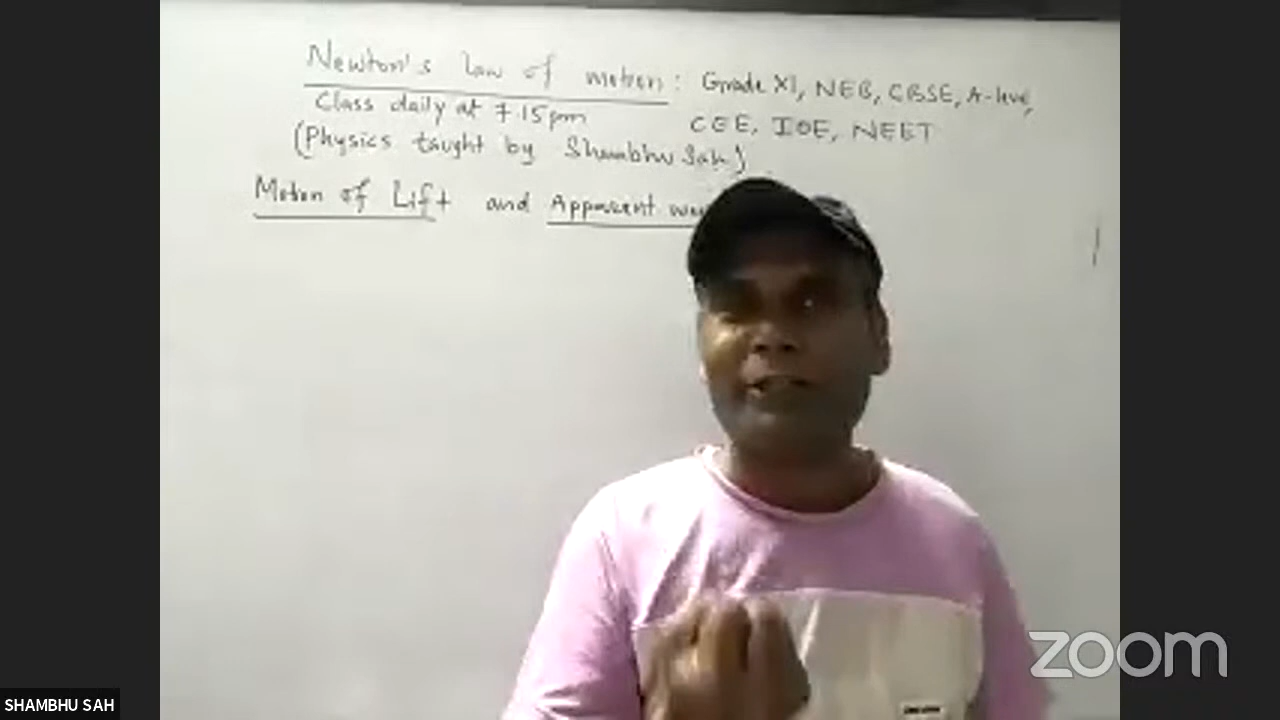 Newton's law of motion: Grade XI, NEB, CBSE, A-level,
Class daily at 7.15pm CEE, IOE, NEET
(Physics taught by Shambhu Sah)
Motion of Lift and Apparent
zoom
SHAMBHU SAH